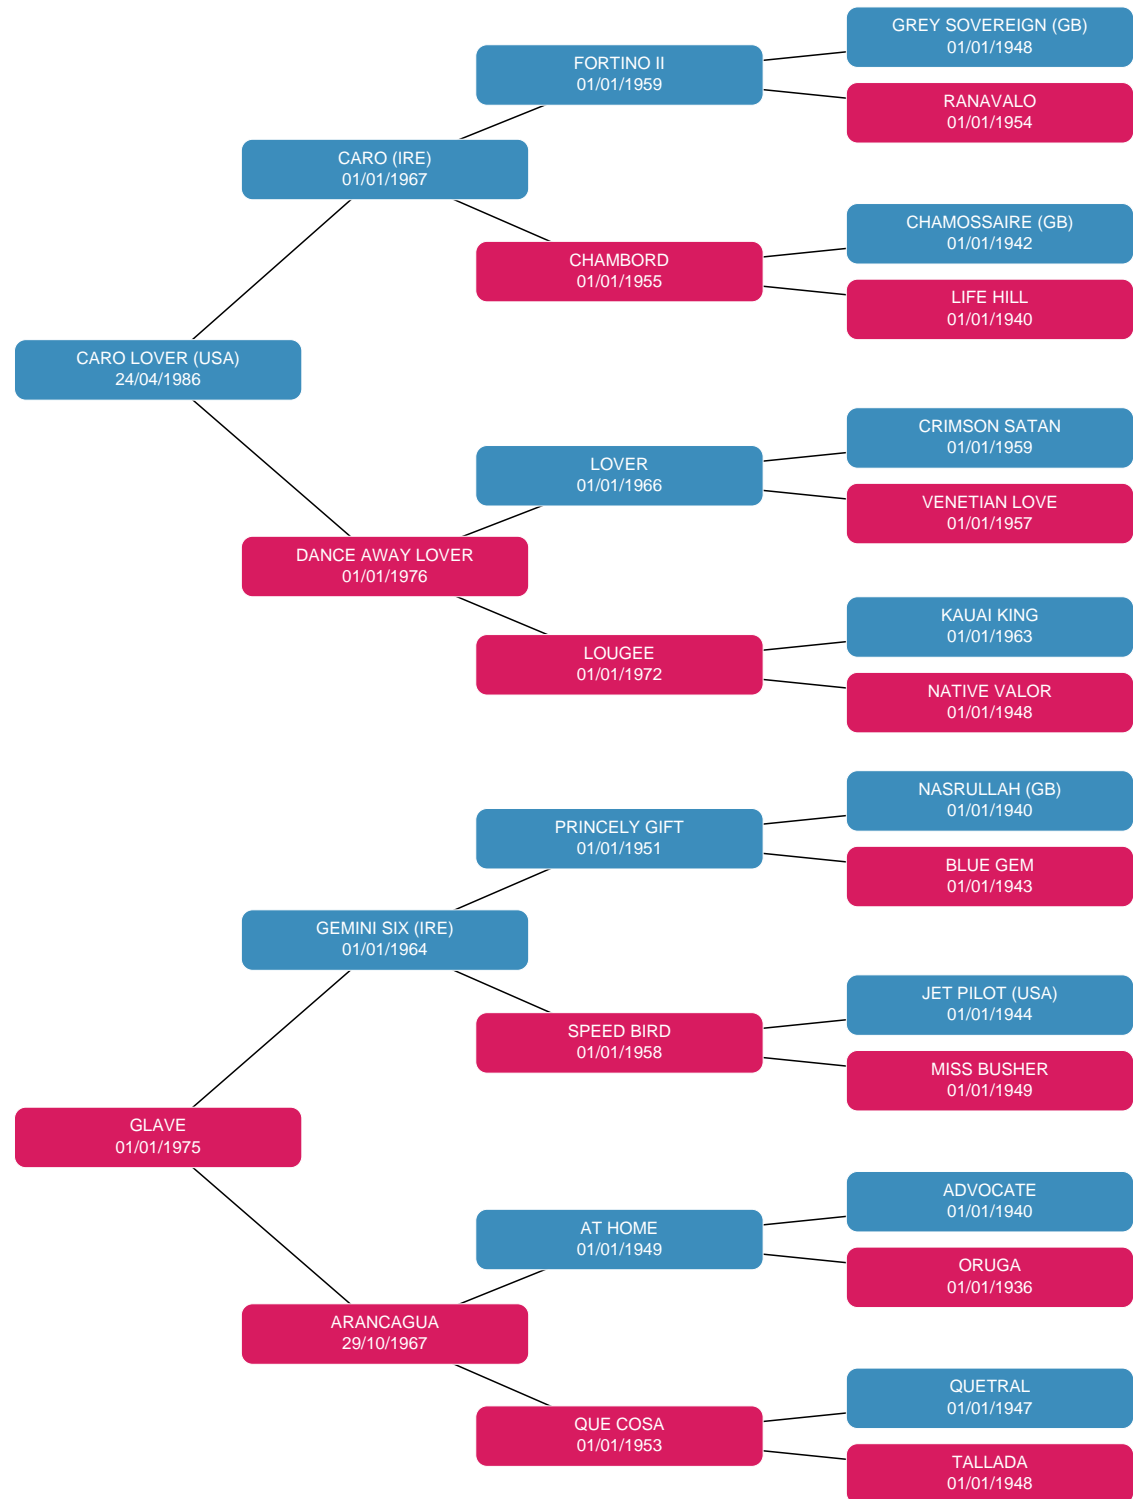 GREY SOVEREIGN (GB)
01/01/1948
FORTINO II
01/01/1959
RANAVALO
01/01/1954
CARO (IRE)
01/01/1967
CHAMOSSAIRE (GB)
01/01/1942
CHAMBORD
01/01/1955
LIFE HILL
01/01/1940
CARO LOVER (USA)
24/04/1986
CRIMSON SATAN
01/01/1959
LOVER
01/01/1966
VENETIAN LOVE
01/01/1957
DANCE AWAY LOVER
01/01/1976
KAUAI KING
01/01/1963
LOUGEE
01/01/1972
NATIVE VALOR
01/01/1948
NASRULLAH (GB)
01/01/1940
PRINCELY GIFT
01/01/1951
BLUE GEM
01/01/1943
GEMINI SIX (IRE)
01/01/1964
JET PILOT (USA)
01/01/1944
SPEED BIRD
01/01/1958
MISS BUSHER
01/01/1949
GLAVE
01/01/1975
ADVOCATE
01/01/1940
AT HOME
01/01/1949
ORUGA
01/01/1936
ARANCAGUA
29/10/1967
QUETRAL
01/01/1947
QUE COSA
01/01/1953
TALLADA
01/01/1948